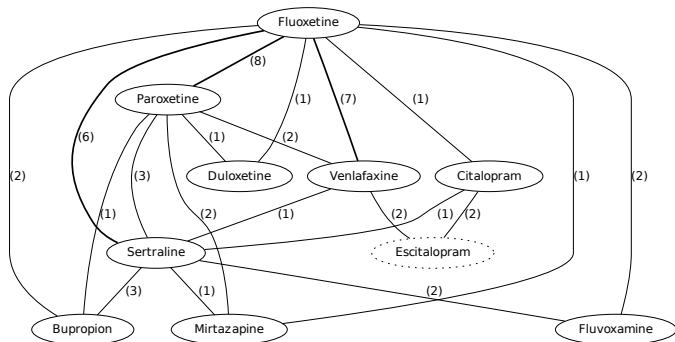 Fluoxetine
(8)
Paroxetine
(1)
(7)
(1)
(6)
(1)
(2)
Duloxetine
Venlafaxine
Citalopram
(2)
(3)
(1)
(2)
(1)
(2)
(2)
(1)
(1)
(2)
Sertraline
Escitalopram
(3)
(1)
(2)
Bupropion
Mirtazapine
Fluvoxamine